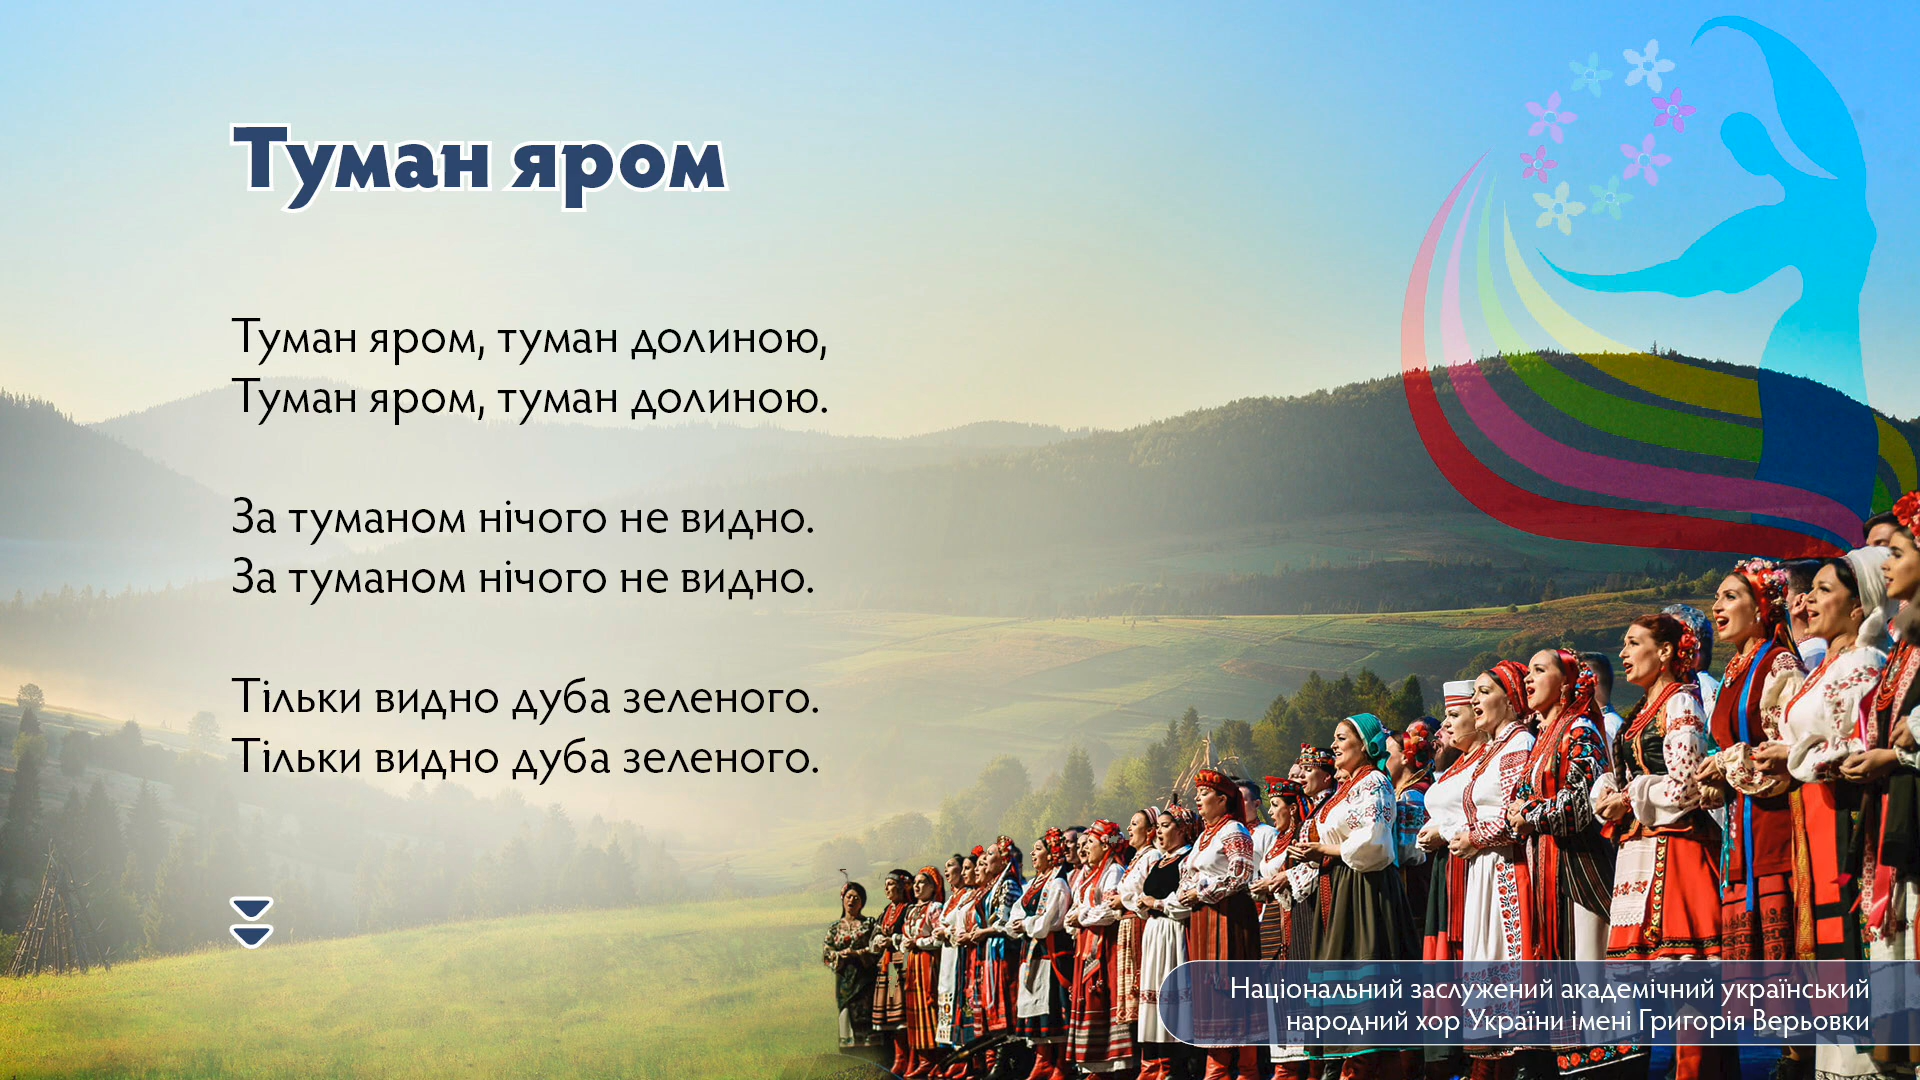 Туман яром
Туман яром, туман долиною,
Туман яром, туман долиною.
За туманом нічого не видно.
За туманом нічого не видно.
Тільки видно дуба зеленого.
Тільки видно дуба зеленого.
Національний заслужений академічний український
народний хор України імені Григорія Верьовки